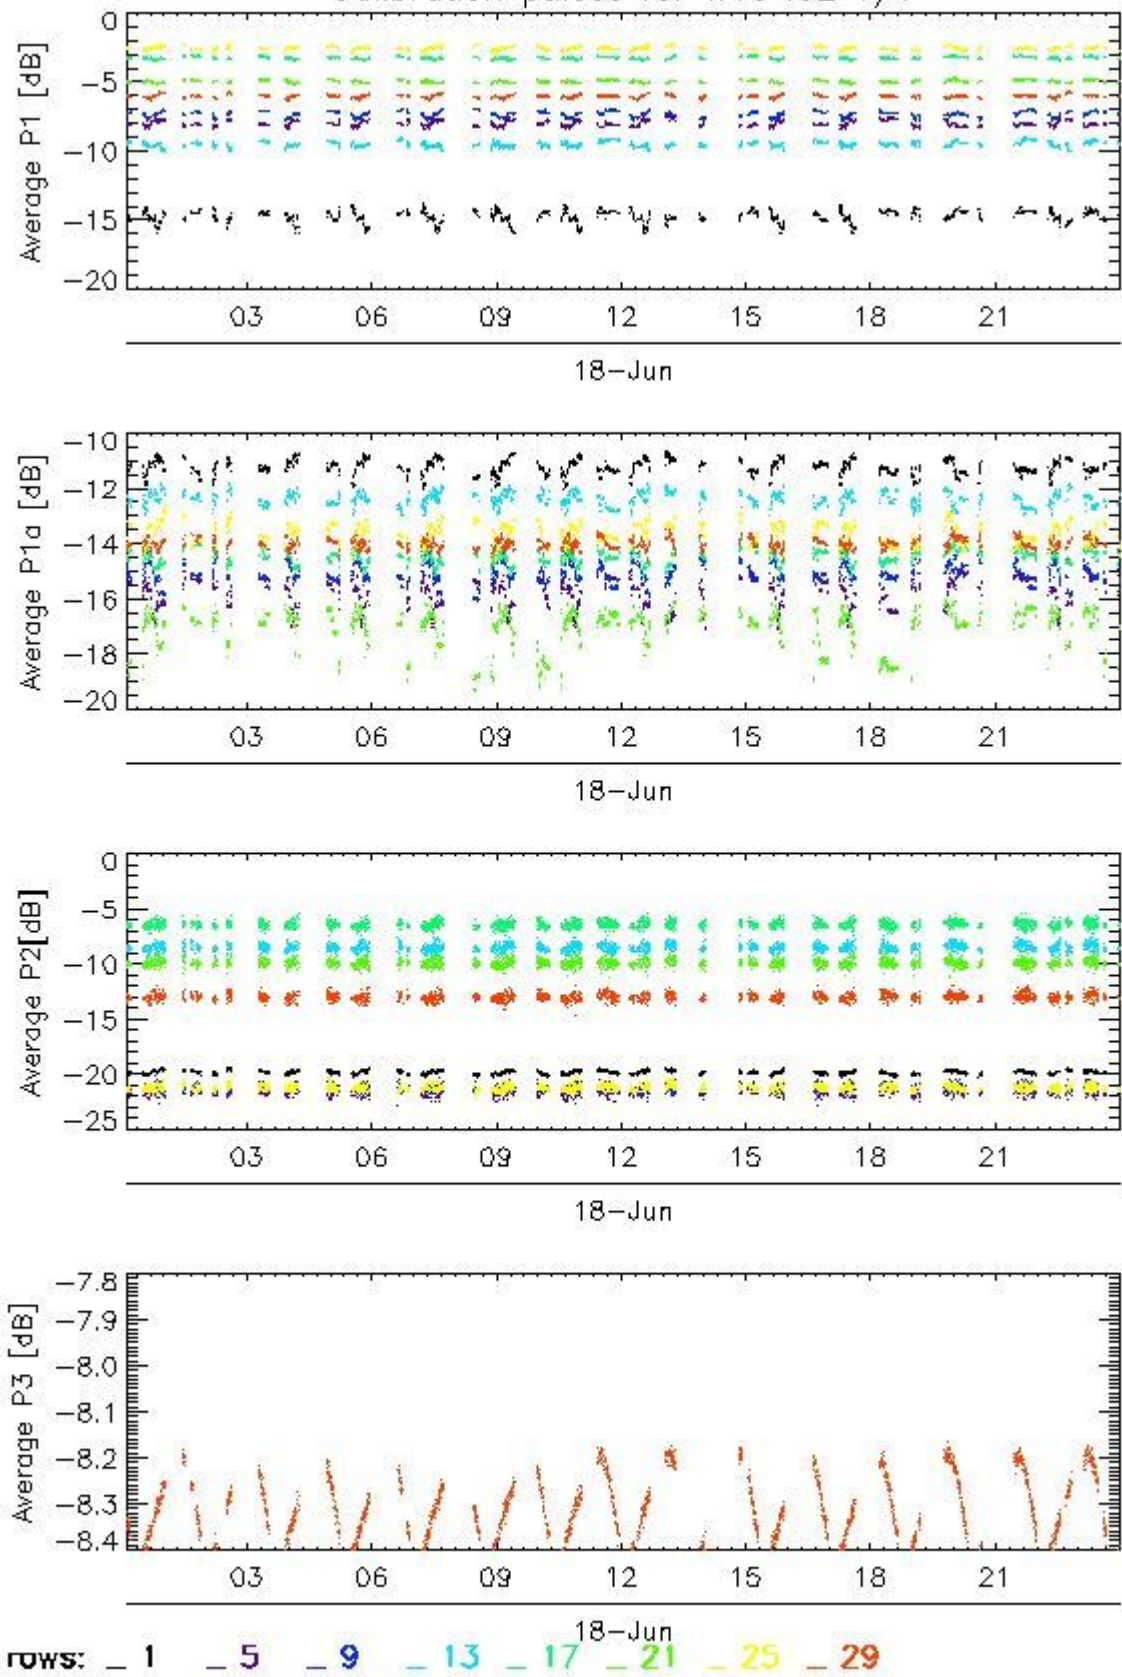 Average P1 [dB]
0
−5
−10
−15
−20
03 06 09 12 15 18 21
18−Jun
Average P1a [dB]
−10
−12
−14
−16
−18
−20
03 06 09 12 15 18 21
18−Jun
Average P2[dB]
0
−5
−10
−15
−20
−25
03 06 09 12 15 18 21
18−Jun
Average P3 [dB]
−7.8
−7.9
−8.0
−8.1
−8.2
−8.3
−8.4
03 06 09 12 15 18 21
18−Jun
rows: _ 1 _ 5 _ 9 _ 13 _ 17 _ 21 _ 25 _ 29